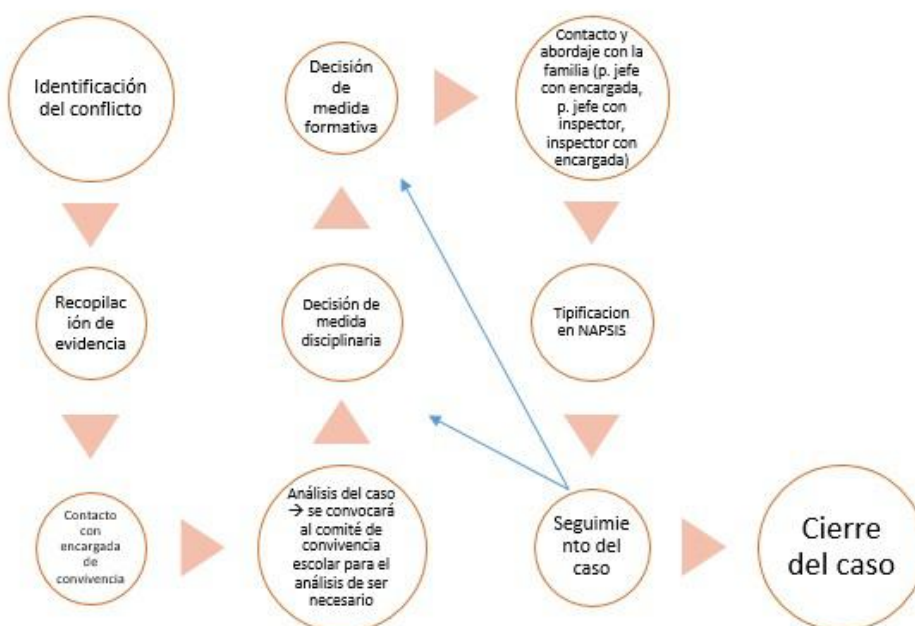 Identificación
del conflicto
Recopilac
ión de
evidencia
Contacto
con
encargada
de
convivencia
Análisis del caso
→ se convocará
al comité de
convivencia
escolar para el
análisis de ser
necesario
Decisión de
medida
disciplinaria
Decisión
de
medida
formativa
Contacto y
abordaje con la
familia (p. jefe
con encargada,
p. jefe con
inspector,
inspector con
encargada)
Tipificacion
en NAPSIS
Seguimie
nto del
caso
Cierre
del caso